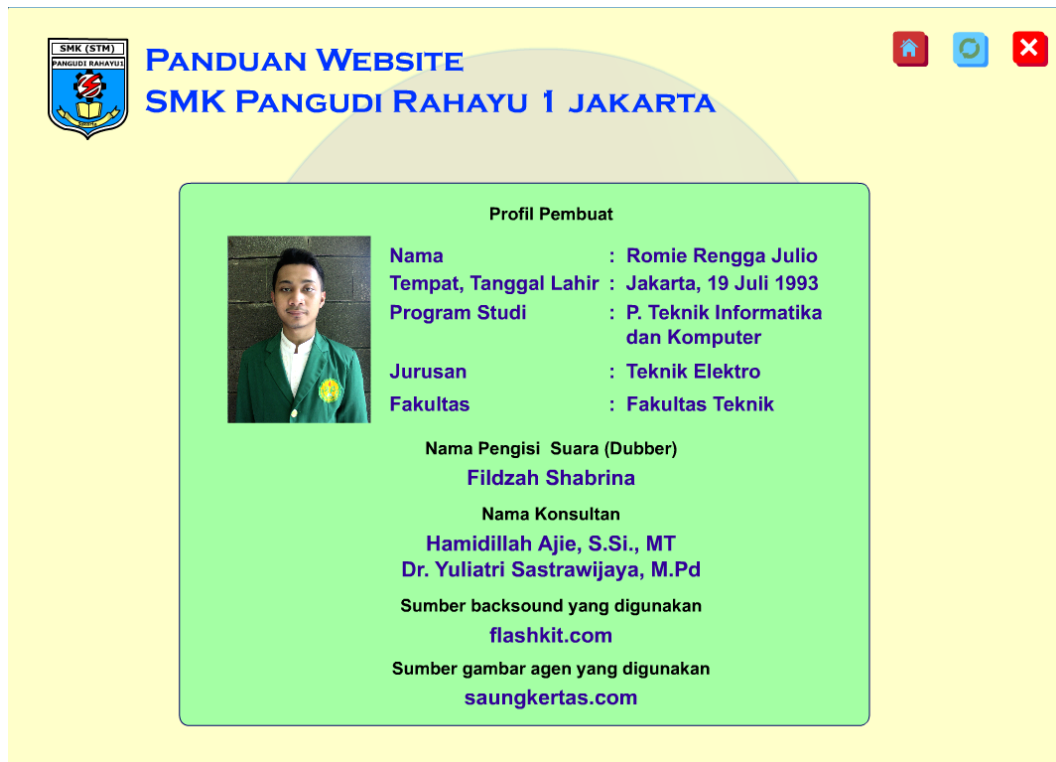 SMK (STM)
PANGUDI RAHAYU1
PANDUAN WEBSITE
SMK PANGUDI RAHAYU 1 JAKARTA
Profil Pembuat
Nama : Romie Rengga Julio
Tempat, Tanggal Lahir : Jakarta, 19 Juli 1993
Program Studi : P. Teknik Informatika
dan Komputer
Jurusan : Teknik Elektro
Fakultas : Fakultas Teknik
Nama Pengisi Suara (Dubber)
Fildzah Shabrina
Nama Konsultan
Hamidillah Ajie, S.Si., MT
Dr. Yuliatri Sastrawijaya, M.Pd
Sumber backsound yang digunakan
flashkit.com
Sumber gambar agen yang digunakan
saungkertas.com